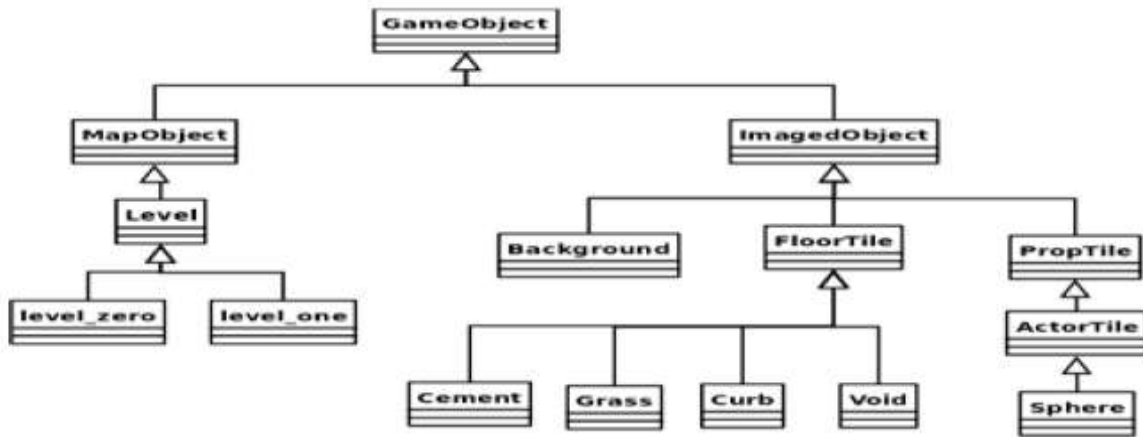 GameObject
MapObject
ImagedObject
Level
Background
FloorTile
PropTile
level_zero
level_one
ActorTile
Cement
Grass
Curb
Void
Sphere